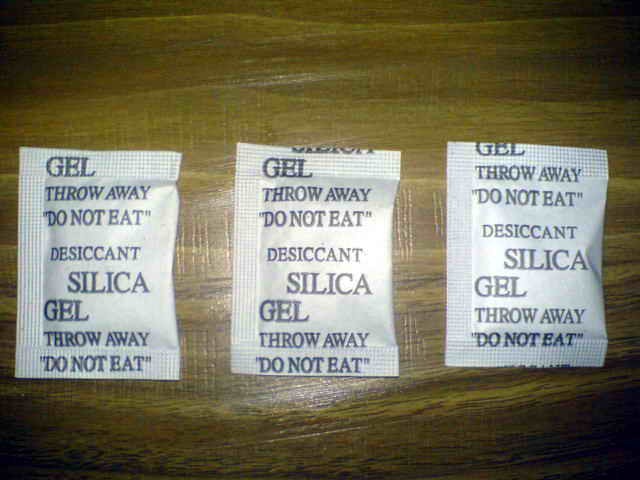 GEL
THROW AWAY
"DO NOT EAT"
DESICCANT
SILICA
GEL
THROW AWAY
"DO NOT EAT"
SILICA
GEL
THROW AWAY
"DO NOT EAT"
DESICCANT
SILICA
GEL
THROW AWAY
"DO NOT EAT"
GEL
THROW AWAY
"DO NOT EAT"
DESICCANT
SILICA
GEL
THROW AWAY
"DO NOT EAT"